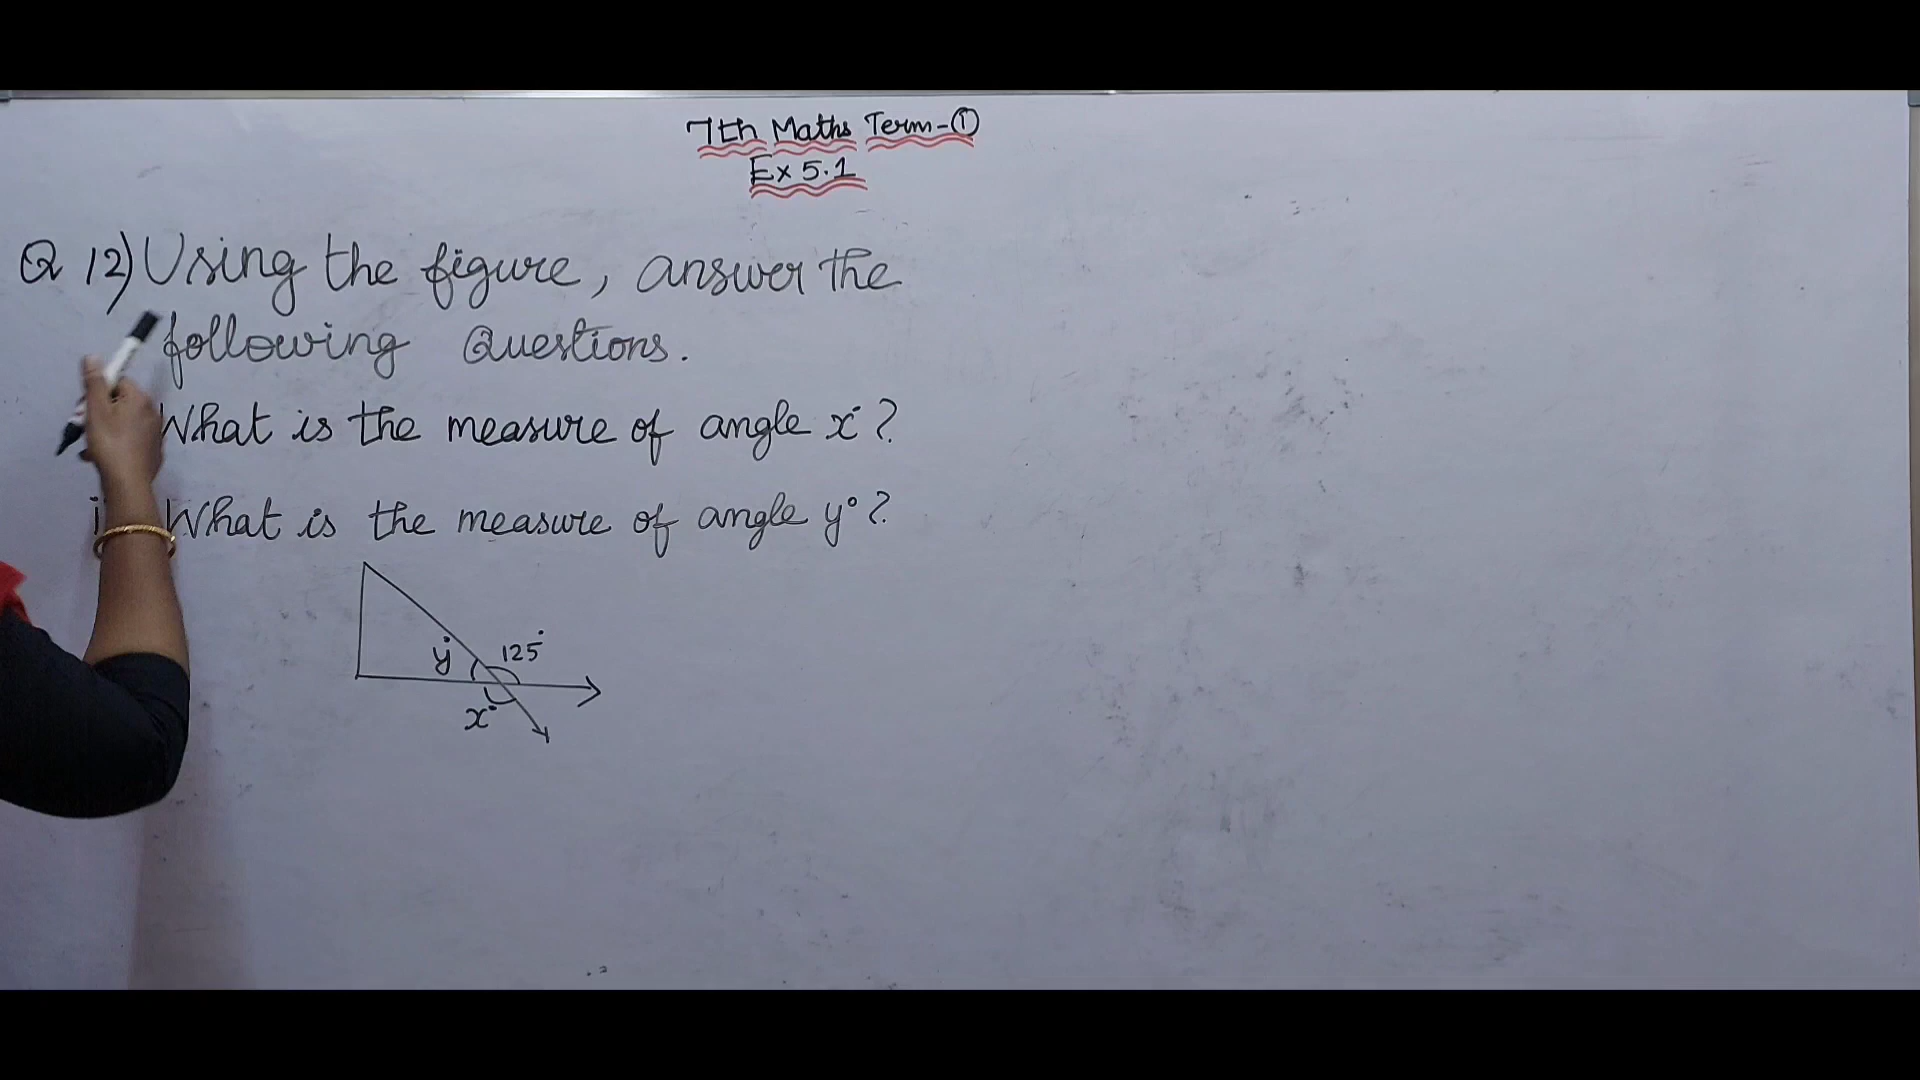 7th Maths Term-①
Ex 5.1
Q 12) Using the figure, answer the
following Questions.
What is the measure of angle x°?
i What is the measure of angle y°?
y° 125°
x°